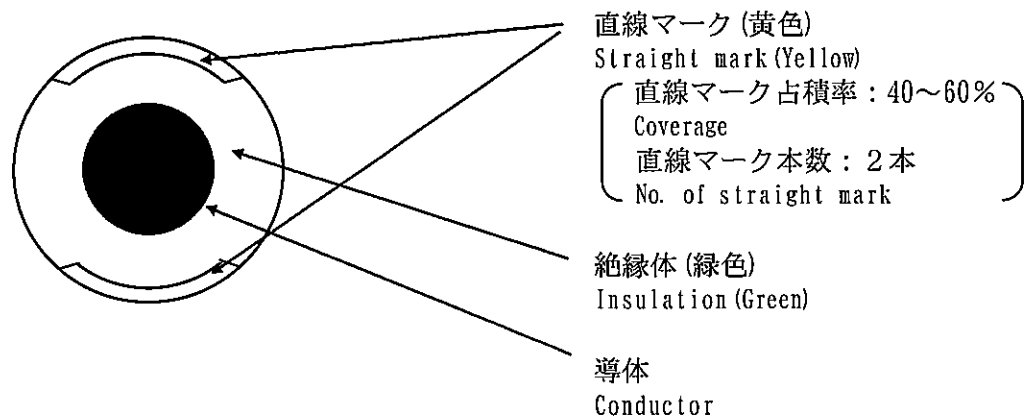 直線マーク(黄色)
Straight mark(Yellow)
直線マーク占積率：40～60%
Coverage
直線マーク本数：２本
No. of straight mark
絶縁体(緑色)
Insulation(Green)
導体
Conductor